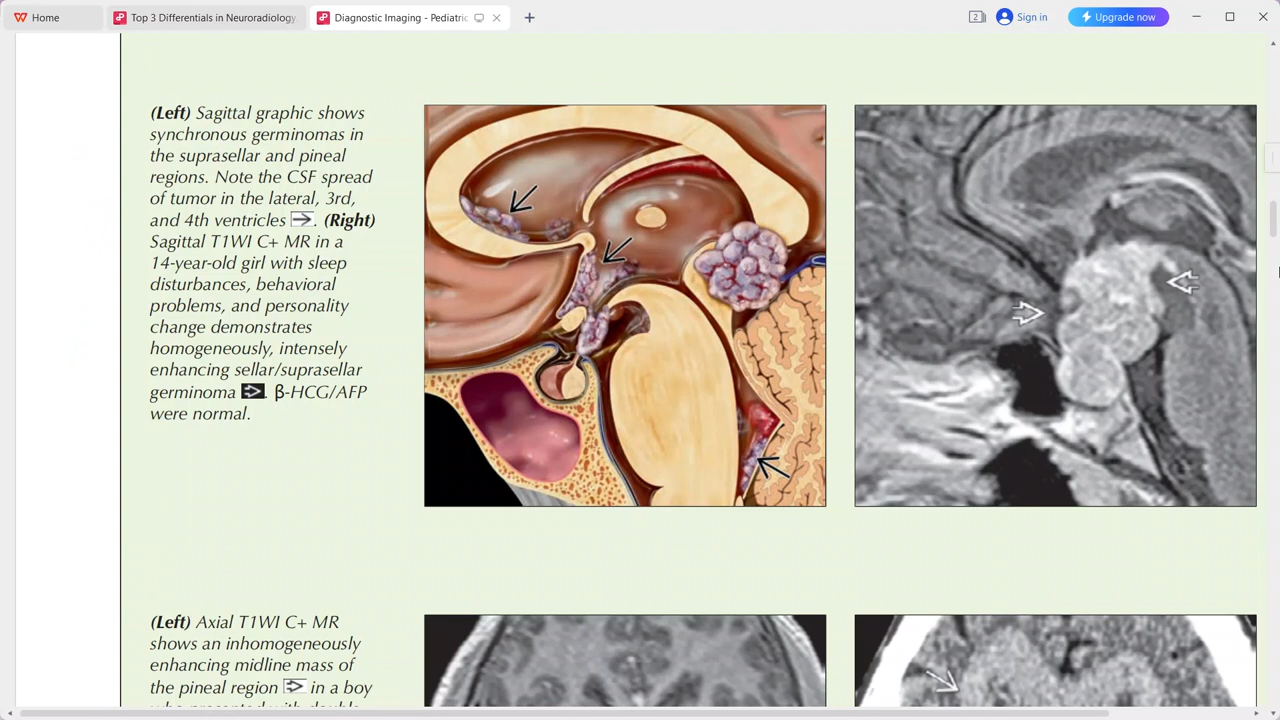 Home
Top 3 Differentials in Neuroradiology.
Diagnostic Imaging - Pediatric
2
Sign in
Upgrade now
(Left) Sagittal graphic shows
synchronous germinomas in
the suprasellar and pineal
regions. Note the CSF spread
of tumor in the lateral, 3rd,
and 4th ventricles . (Right)
Sagittal T1WI C+ MR in a
14-year-old girl with sleep
disturbances, behavioral
problems, and personality
change demonstrates
homogeneously, intensely
enhancing sellar/suprasellar
germinoma . β-HCG/AFP
were normal.
(Left) Axial T1WI C+ MR
shows an inhomogeneously
enhancing midline mass of
the pineal region in a boy